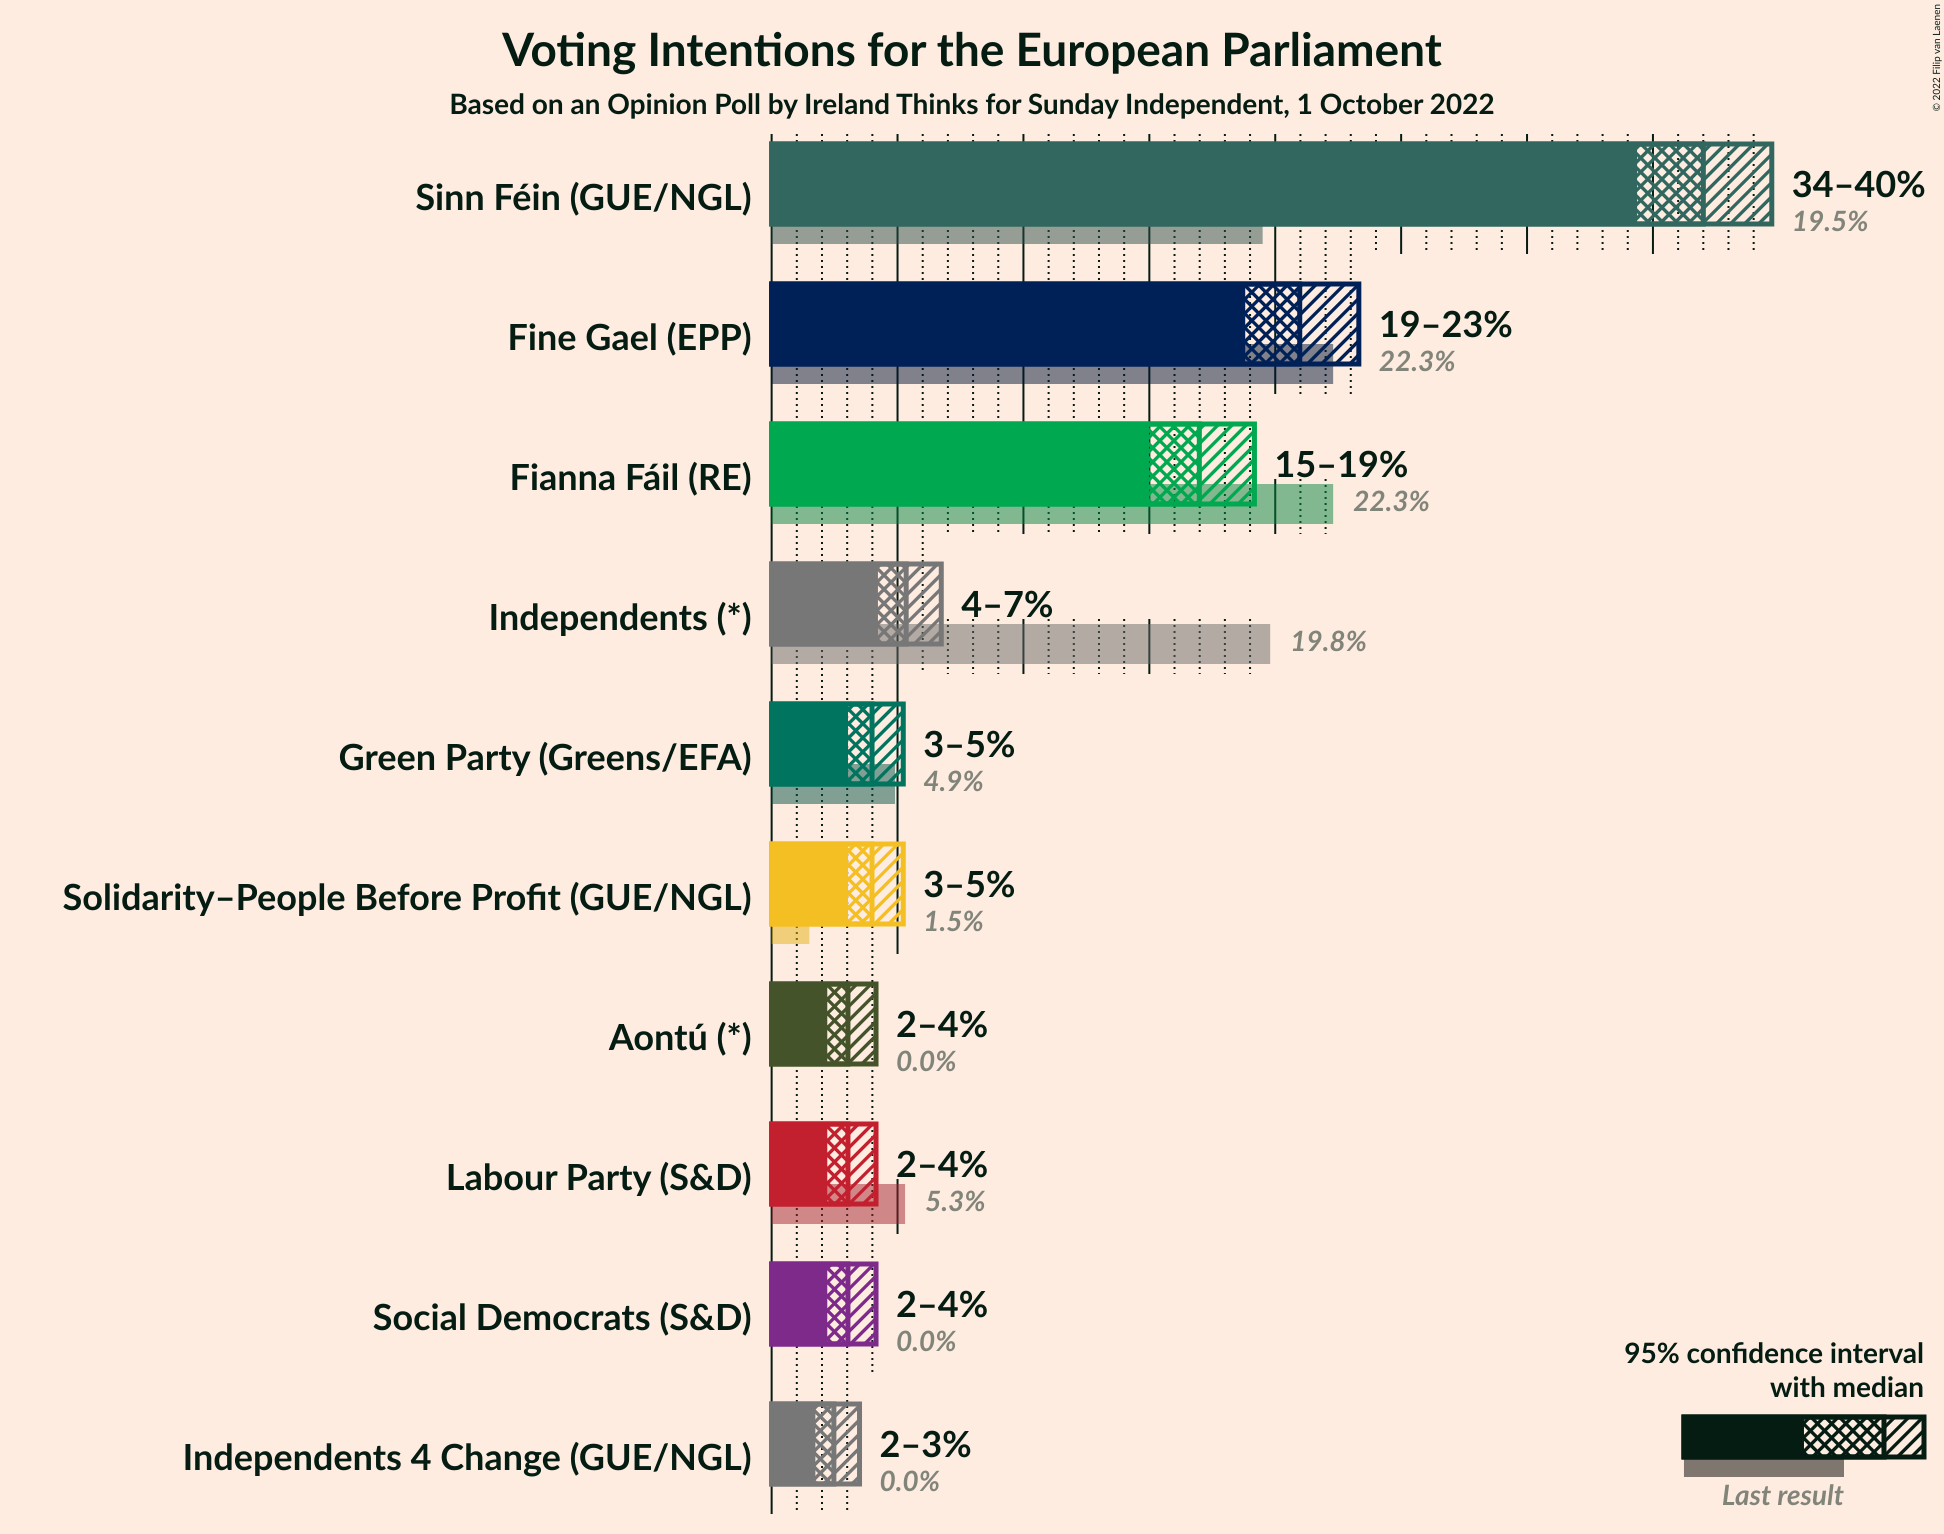 Voting Intentions for the European Parliament
Based on an Opinion Poll by Ireland Thinks for Sunday Independent, 1 October 2022
© 2022 Filip van Laenen
Sinn Féin (GUE/NGL)
34–40%
19.5%
Fine Gael (EPP)
19–23%
22.3%
Fianna Fáil (RE)
15–19%
22.3%
Independents (*)
4–7%
19.8%
Green Party (Greens/EFA)
3–5%
4.9%
Solidarity–People Before Profit (GUE/NGL)
3–5%
1.5%
Aontú (*)
2–4%
0.0%
Labour Party (S&D)
2–4%
5.3%
Social Democrats (S&D)
2–4%
0.0%
Independents 4 Change (GUE/NGL)
2–3%
0.0%
95% confidence interval
with median
Last result